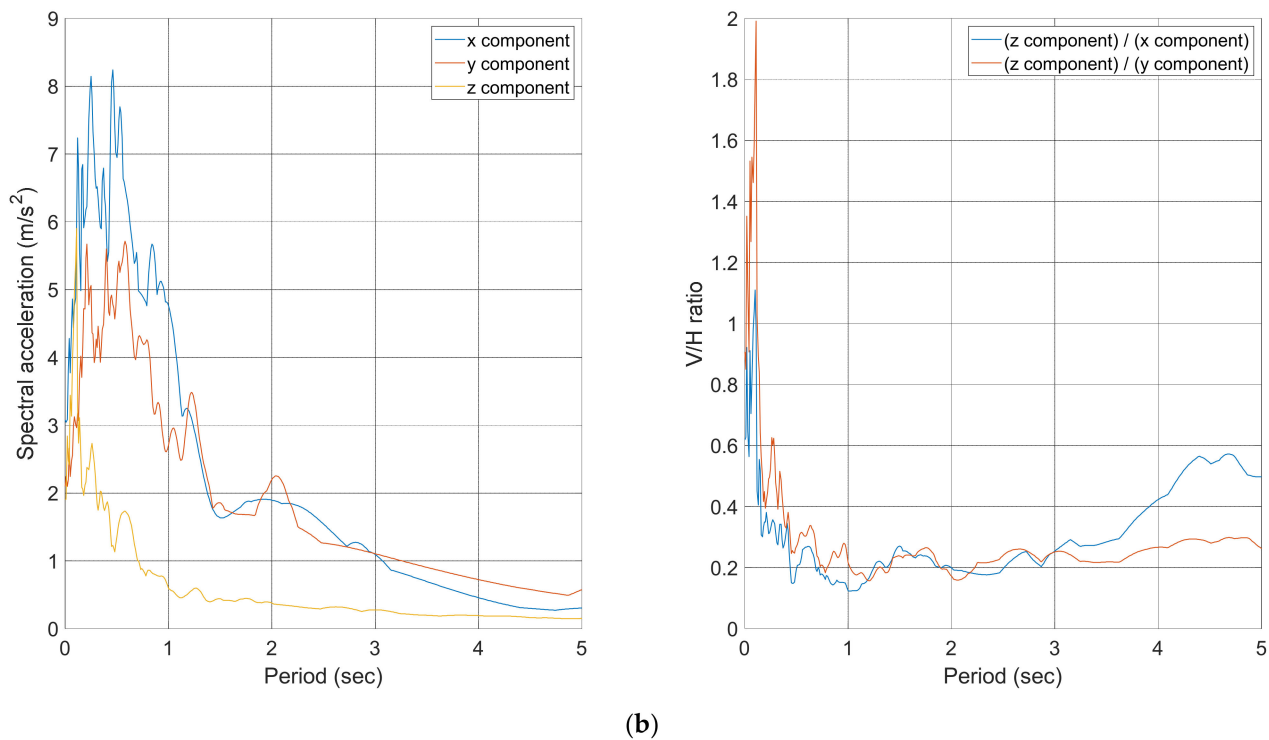 9
8
7
6
5
4
3
2
1
0
0 1 2 3 4 5
Spectral acceleration (m/s²)
Period (sec)
x component
y component
z component
2
1.8
1.6
1.4
1.2
1
0.8
0.6
0.4
0.2
0
0 1 2 3 4 5
V/H ratio
Period (sec)
(z component) / (x component)
(z component) / (y component)
(b)